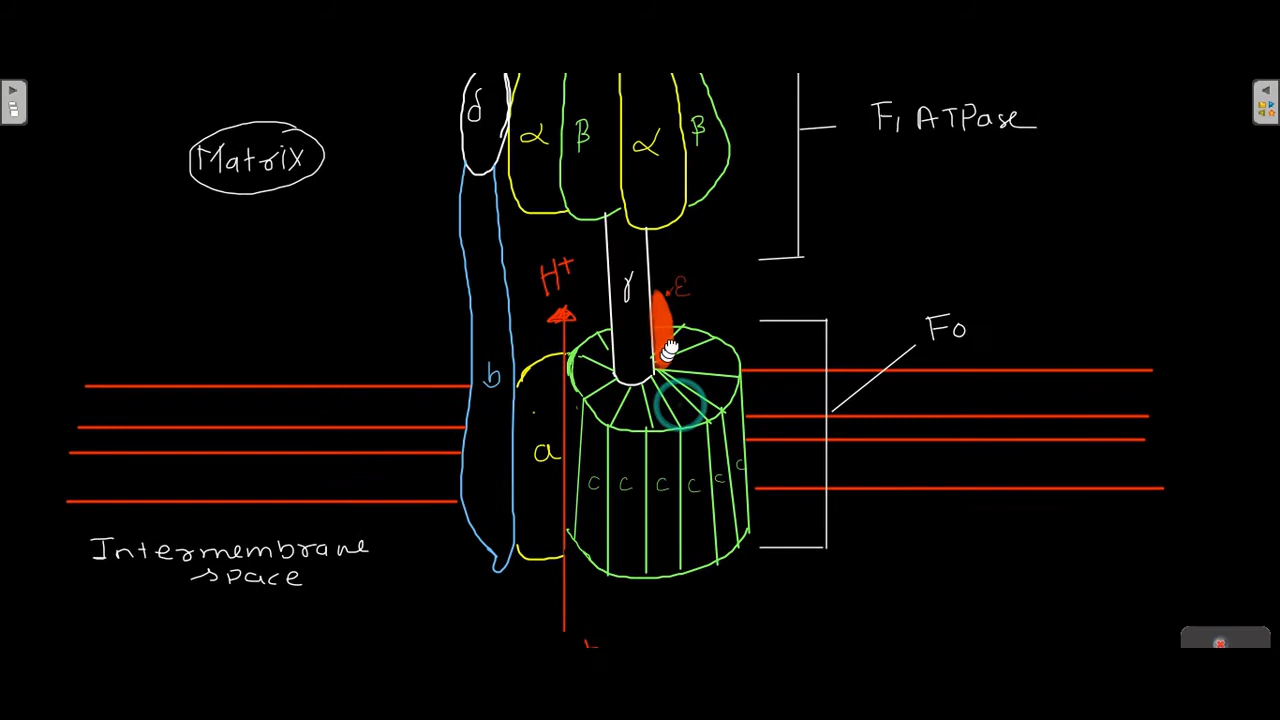 δ
α
β
α
β
F1 ATPase
Matrix
H+
γ
ε
Fo
b
a
c c c c c c
Intermembrane
space